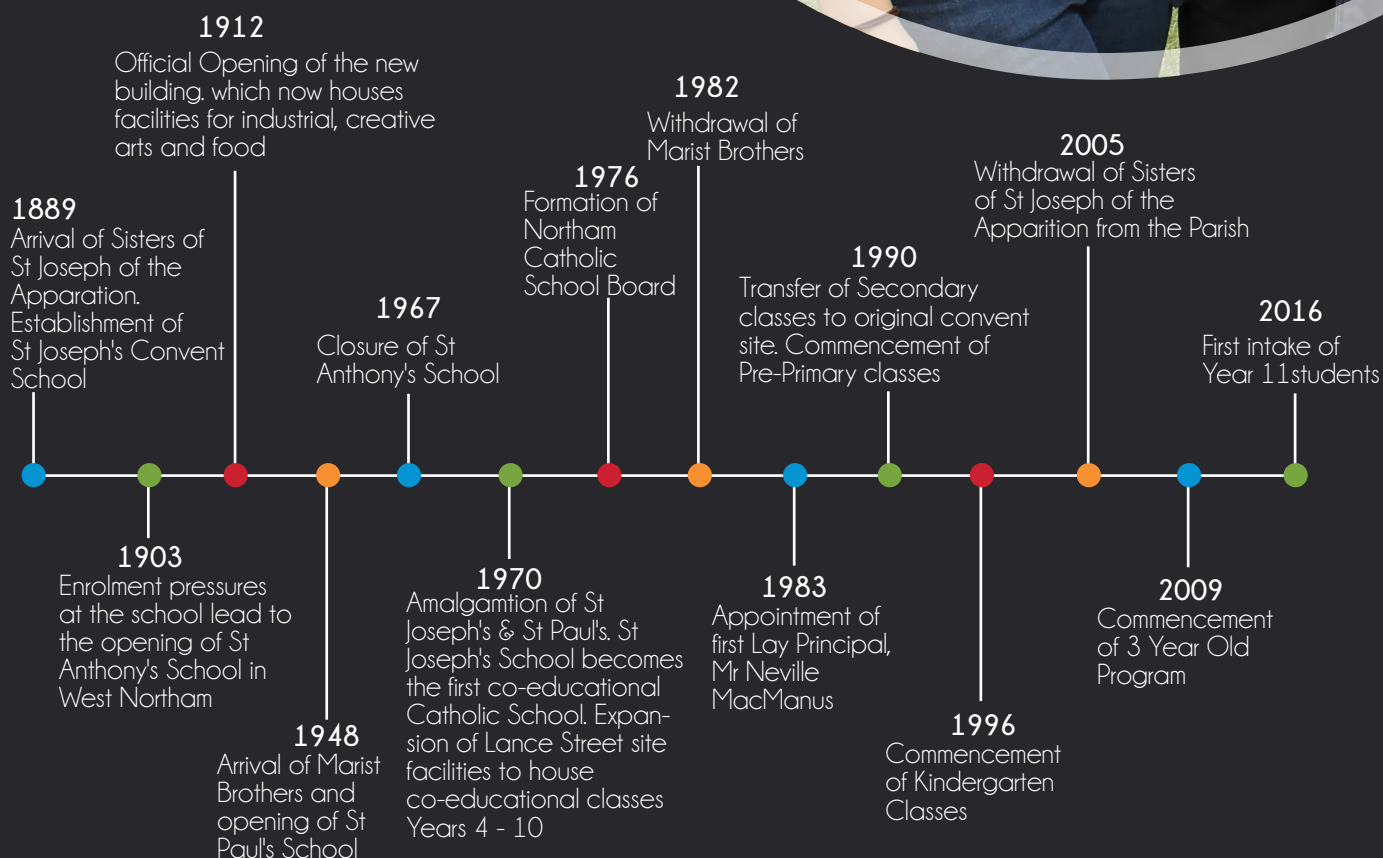 1912
Official Opening of the new
building. which now houses
facilities for industrial, creative
arts and food
1982
Withdrawal of
Marist Brothers
2005
Withdrawal of Sisters
of St Joseph of the
Apparition from the Parish
1976
Formation of
Northam
Catholic
School Board
1889
Arrival of Sisters of
St Joseph of the
Apparation.
Establishment of
St Joseph's Convent
School
1967
Closure of St
Anthony's School
1990
Transfer of Secondary
classes to original convent
site. Commencement of
Pre-Primary classes
2016
First intake of
Year 11students
1903
Enrolment pressures
at the school lead to
the opening of St
Anthony's School in
West Northam
1948
Arrival of Marist
Brothers and
opening of St
Paul's School
1970
Amalgamtion of St
Joseph's & St Paul's. St
Joseph's School becomes
the first co-educational
Catholic School. Expan-
sion of Lance Street site
facilities to house
co-educational classes
Years 4 - 10
1983
Appointment of
first Lay Principal,
Mr Neville
MacManus
1996
Commencement
of Kindergarten
Classes
2009
Commencement
of 3 Year Old
Program